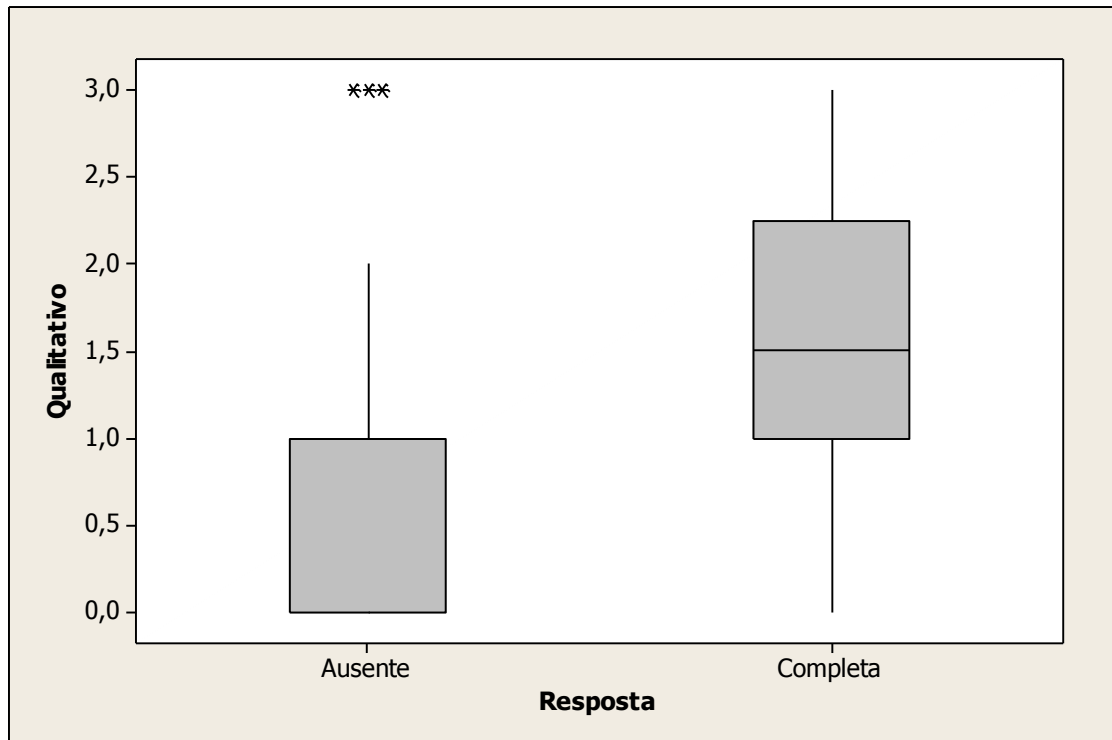 Qualitativo
3,0
2,5
2,0
1,5
1,0
0,5
0,0
Ausente
Completa
Resposta